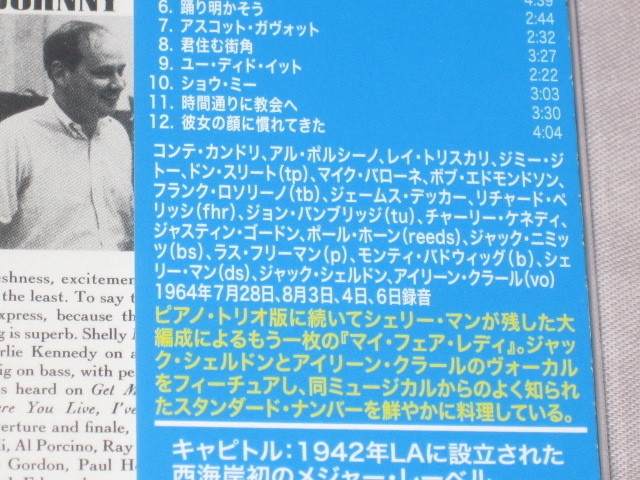 JOHNNY
6. 踊り明かそう 4:39
7. アスコット・ガヴォット 2:44
8. 君住む街角 2:32
9. ユー・ディド・イット 3:27
10. ショウ・ミー 2:22
11. 時間通りに教会へ 3:03
12. 彼女の顔に慣れてきた 3:30
4:04
コンテ・カンドリ、アル・ポルシーノ、レイ・トリスカリ、ジミー・ジ
トー、ドン・スリート(tp)、マイク・バローネ、ボブ・エドモンドソン、
フランク・ロソリーノ(tb)、ジェームス・デッカー、リチャード・ペ
リッシ(fhr)、ジョン・バンブリッジ(tu)、チャーリー・ケネディ、
ジャスティン・ゴードン、ポール・ホーン(reeds)、ジャック・ニミッ
ツ(bs)、ラス・フリーマン(p)、モンティ・バドウィッグ(b)、シェ
リー・マン(ds)、ジャック・シェルドン、アイリーン・クラール(vo)
1964年7月28日、8月3日、4日、6日録音
ピアノ・トリオ版に続いてシェリー・マンが残した大
編成によるもう一枚の『マイ・フェア・レディ』。ジャッ
ク・シェルドンとアイリーン・クラールのヴォーカル
をフィーチュアし、同ミュージカルからのよく知られ
たスタンダード・ナンバーを鮮やかに料理している。
キャピトル：1942年LAに設立された
西海岸初のメジャー・レーベル
eshness, excitemen
the least. To say t
xpress, because th
g is superb. Shelly M
rlie Kennedy on a
ig on bass, with pe
s heard on Get M
ere You Live, I've
verture and finale,
li, Al Porcino, Ray
Gordon, Paul H